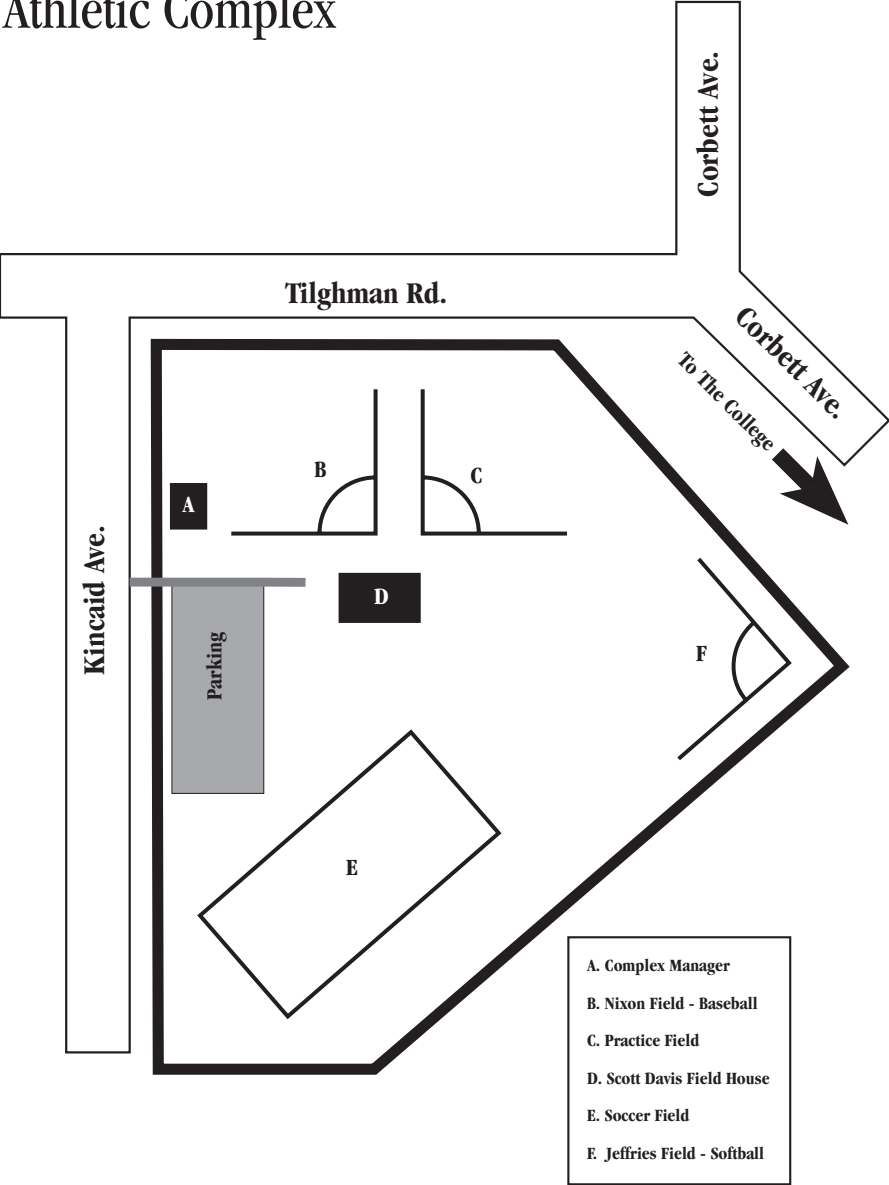 Athletic Complex
Corbett Ave.
Tilghman Rd.
Corbett Ave.
To The College
B
C
A
Kincaid Ave.
D
Parking
F
E
A. Complex Manager
B. Nixon Field - Baseball
C. Practice Field
D. Scott Davis Field House
E. Soccer Field
F. Jeffries Field - Softball